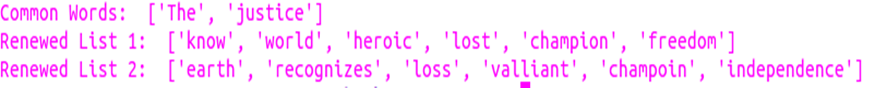 Common Words:  ['The', 'justice']
Renewed List 1:  ['know', 'world', 'heroic', 'lost', 'champion', 'freedom']
Renewed List 2:  ['earth', 'recognizes', 'loss', 'valliant', 'champoin', 'independence']